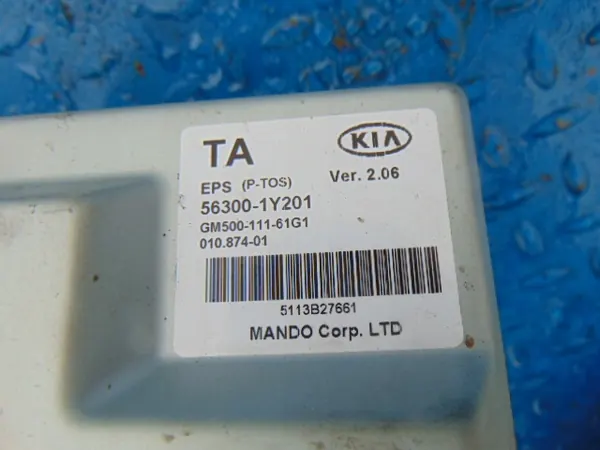 TA
KIA
EPS (P-TOS)
Ver. 2.06
56300-1Y201
GM500-111-61G1
010.874-01
5113B27661
MANDO Corp. LTD